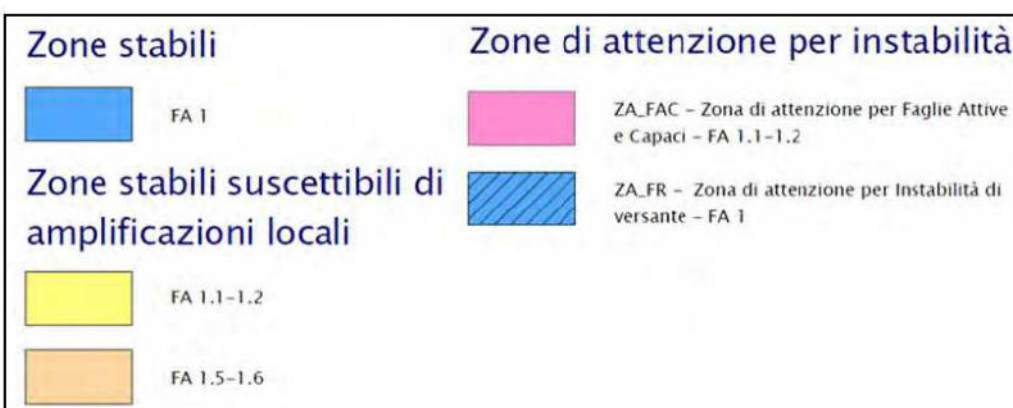 Zone stabili
FA 1
Zone stabili suscettibili di
amplificazioni locali
FA 1.1-1.2
FA 1.5-1.6
Zone di attenzione per instabilità
ZA_FAC – Zona di attenzione per Faglie Attive
e Capaci – FA 1.1-1.2
ZA_FR – Zona di attenzione per Instabilità di
versante – FA 1